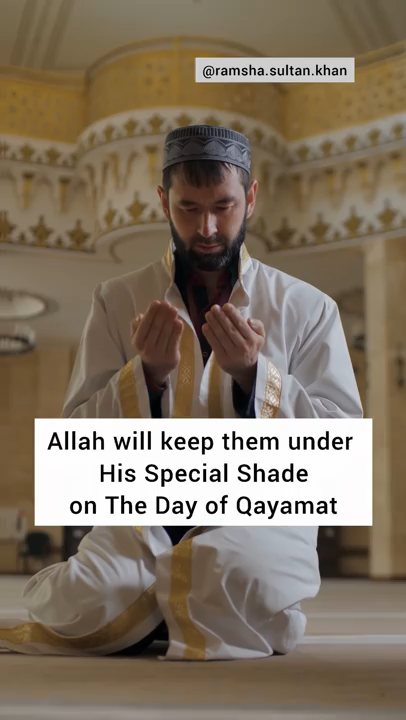 @ramsha.sultan.khan
Allah will keep them under
His Special Shade
on The Day of Qayamat